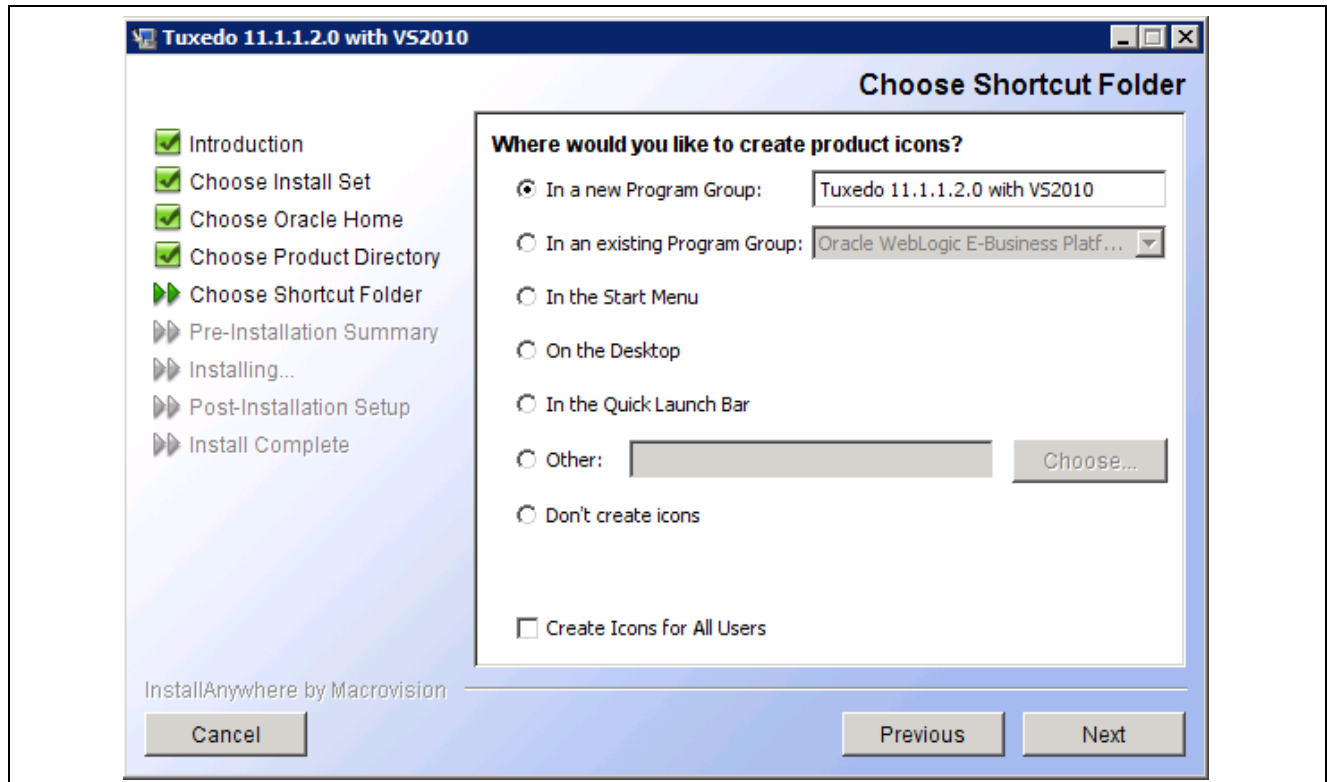 Tuxedo 11.1.1.2.0 with VS2010
Choose Shortcut Folder
Introduction
Choose Install Set
Choose Oracle Home
Choose Product Directory
Choose Shortcut Folder
Pre-Installation Summary
Installing...
Post-Installation Setup
Install Complete
Where would you like to create product icons?
In a new Program Group: Tuxedo 11.1.1.2.0 with VS2010
In an existing Program Group: Oracle WebLogic E-Business Platf...
In the Start Menu
On the Desktop
In the Quick Launch Bar
Other: Choose...
Don't create icons
Create Icons for All Users
InstallAnywhere by Macrovision
Cancel Previous Next